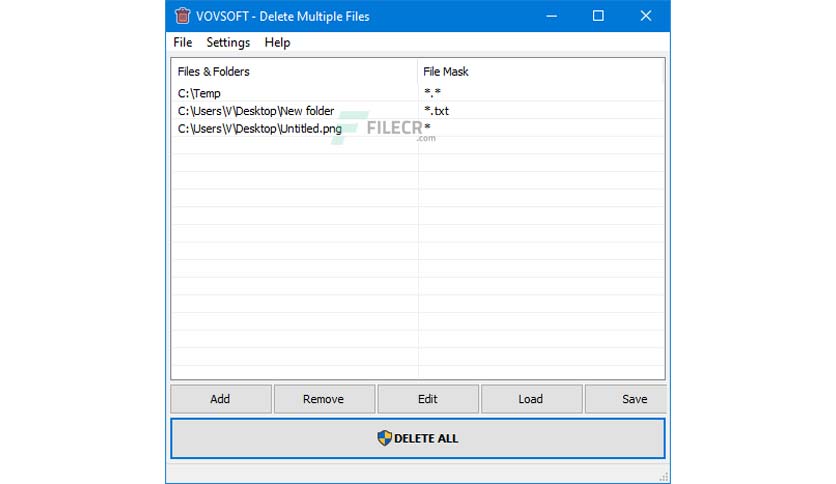 VOVSOFT - Delete Multiple Files
File Settings Help
Files & Folders File Mask
C:\Temp *.*
C:\Users\V\Desktop\New folder *.txt
C:\Users\V\Desktop\Untitled.png *
FILECR
.com
Add Remove Edit Load Save
DELETE ALL